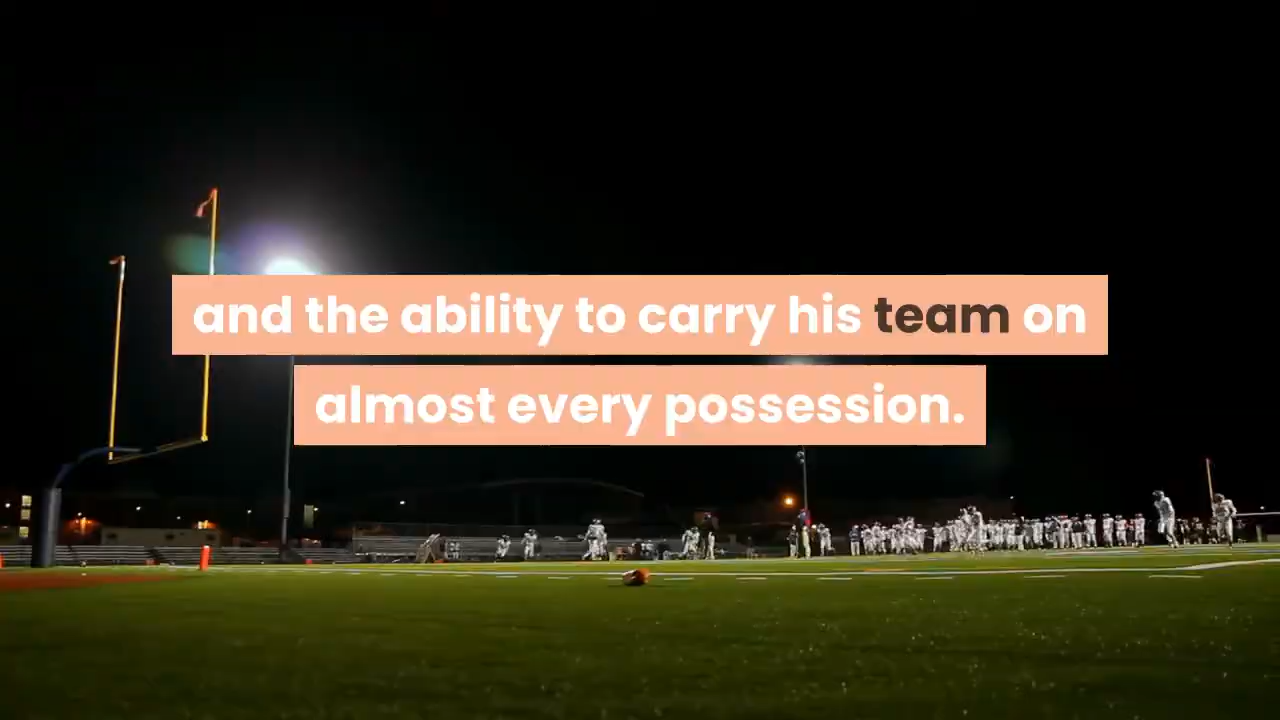 and the ability to carry his team on
almost every possession.